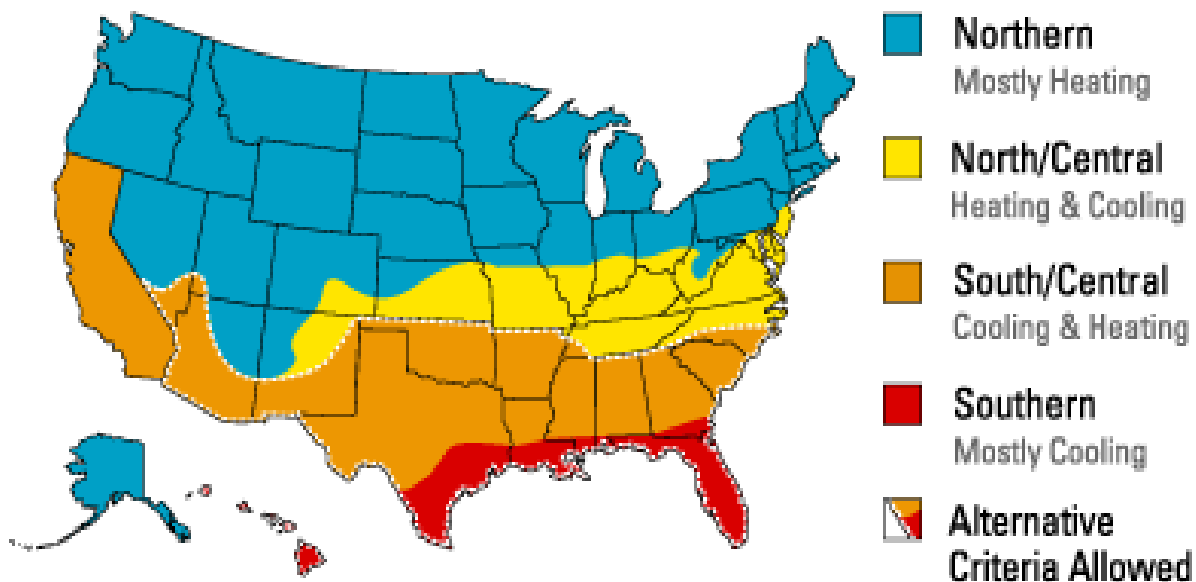 Northern
Mostly Heating
North/Central
Heating & Cooling
South/Central
Cooling & Heating
Southern
Mostly Cooling
Alternative
Criteria Allowed